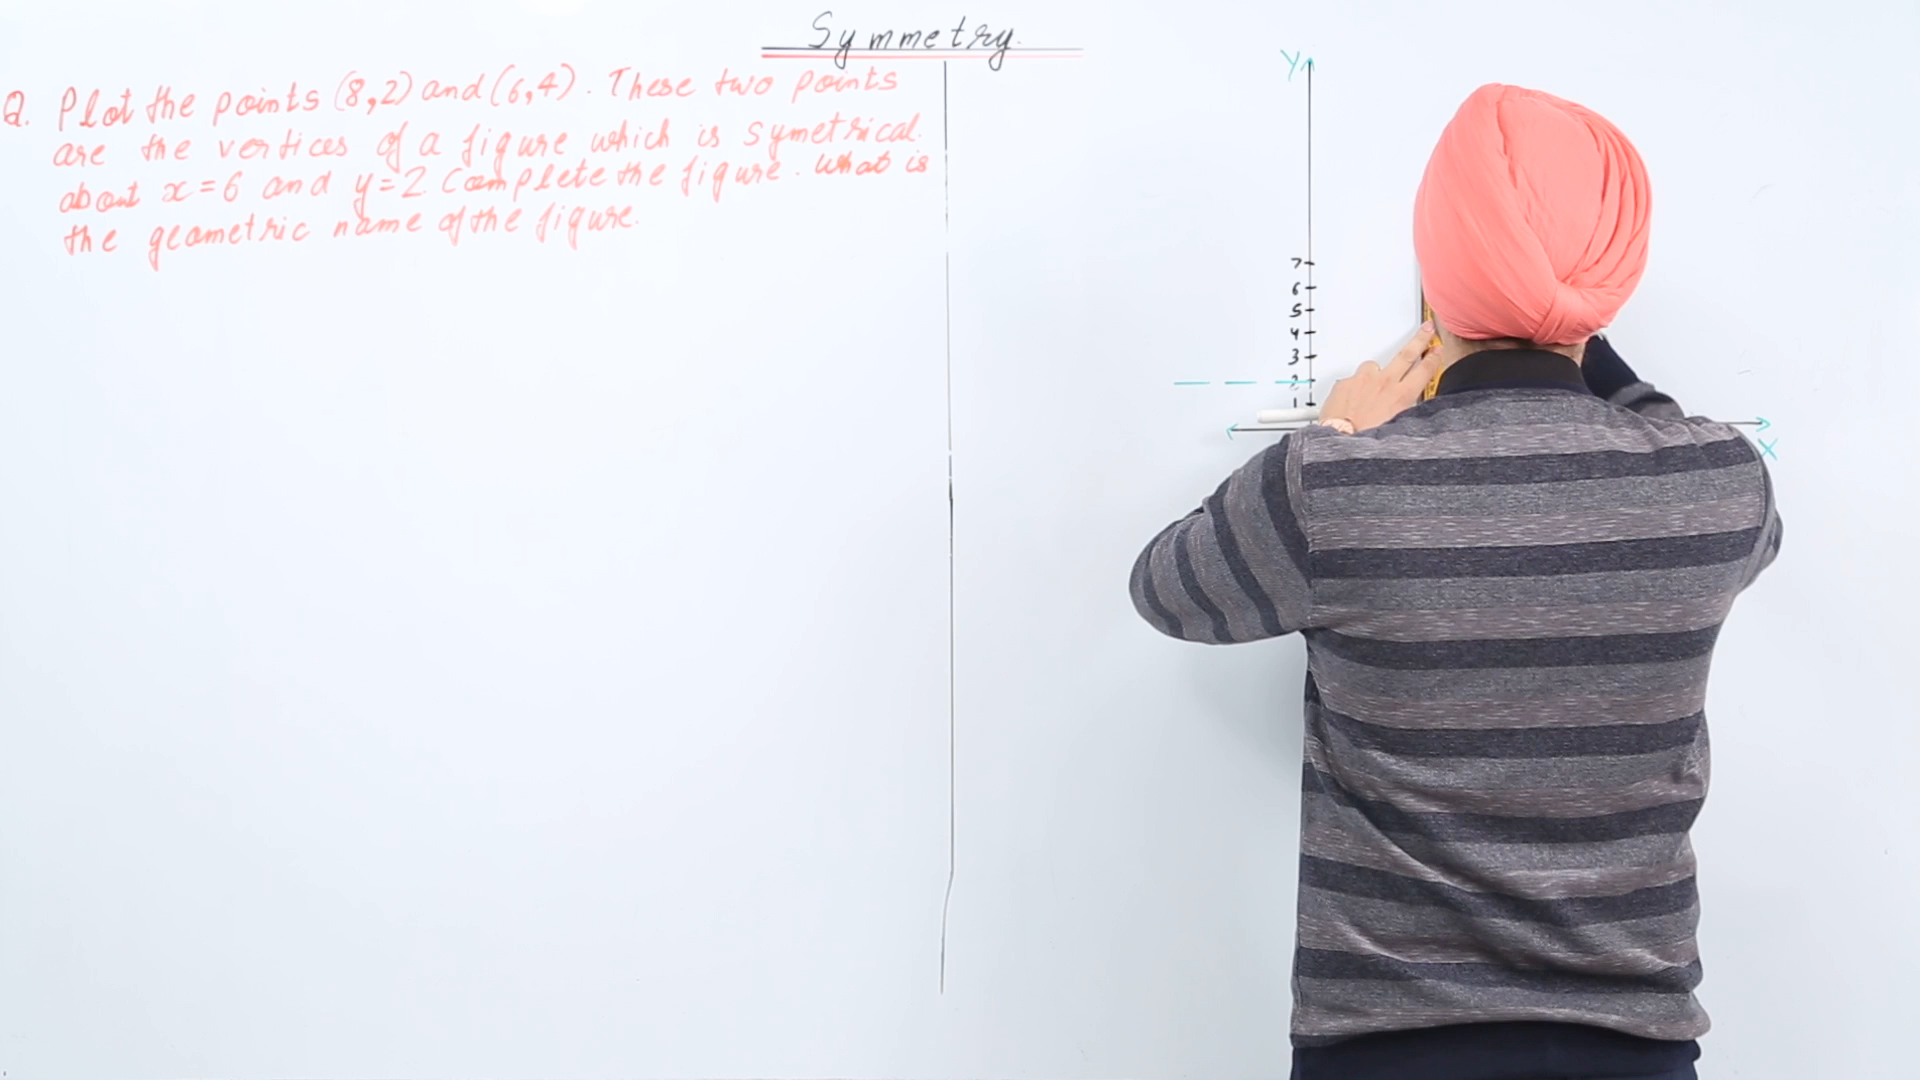 Symmetry.
Q. Plot the points (8,2) and (6,4). These two points
are the vertices of a figure which is symetrical.
about x=6 and y=2 Complete the figure. What is
the geometric name of the figure.
Y
7
6
5
4
3
2
1
X